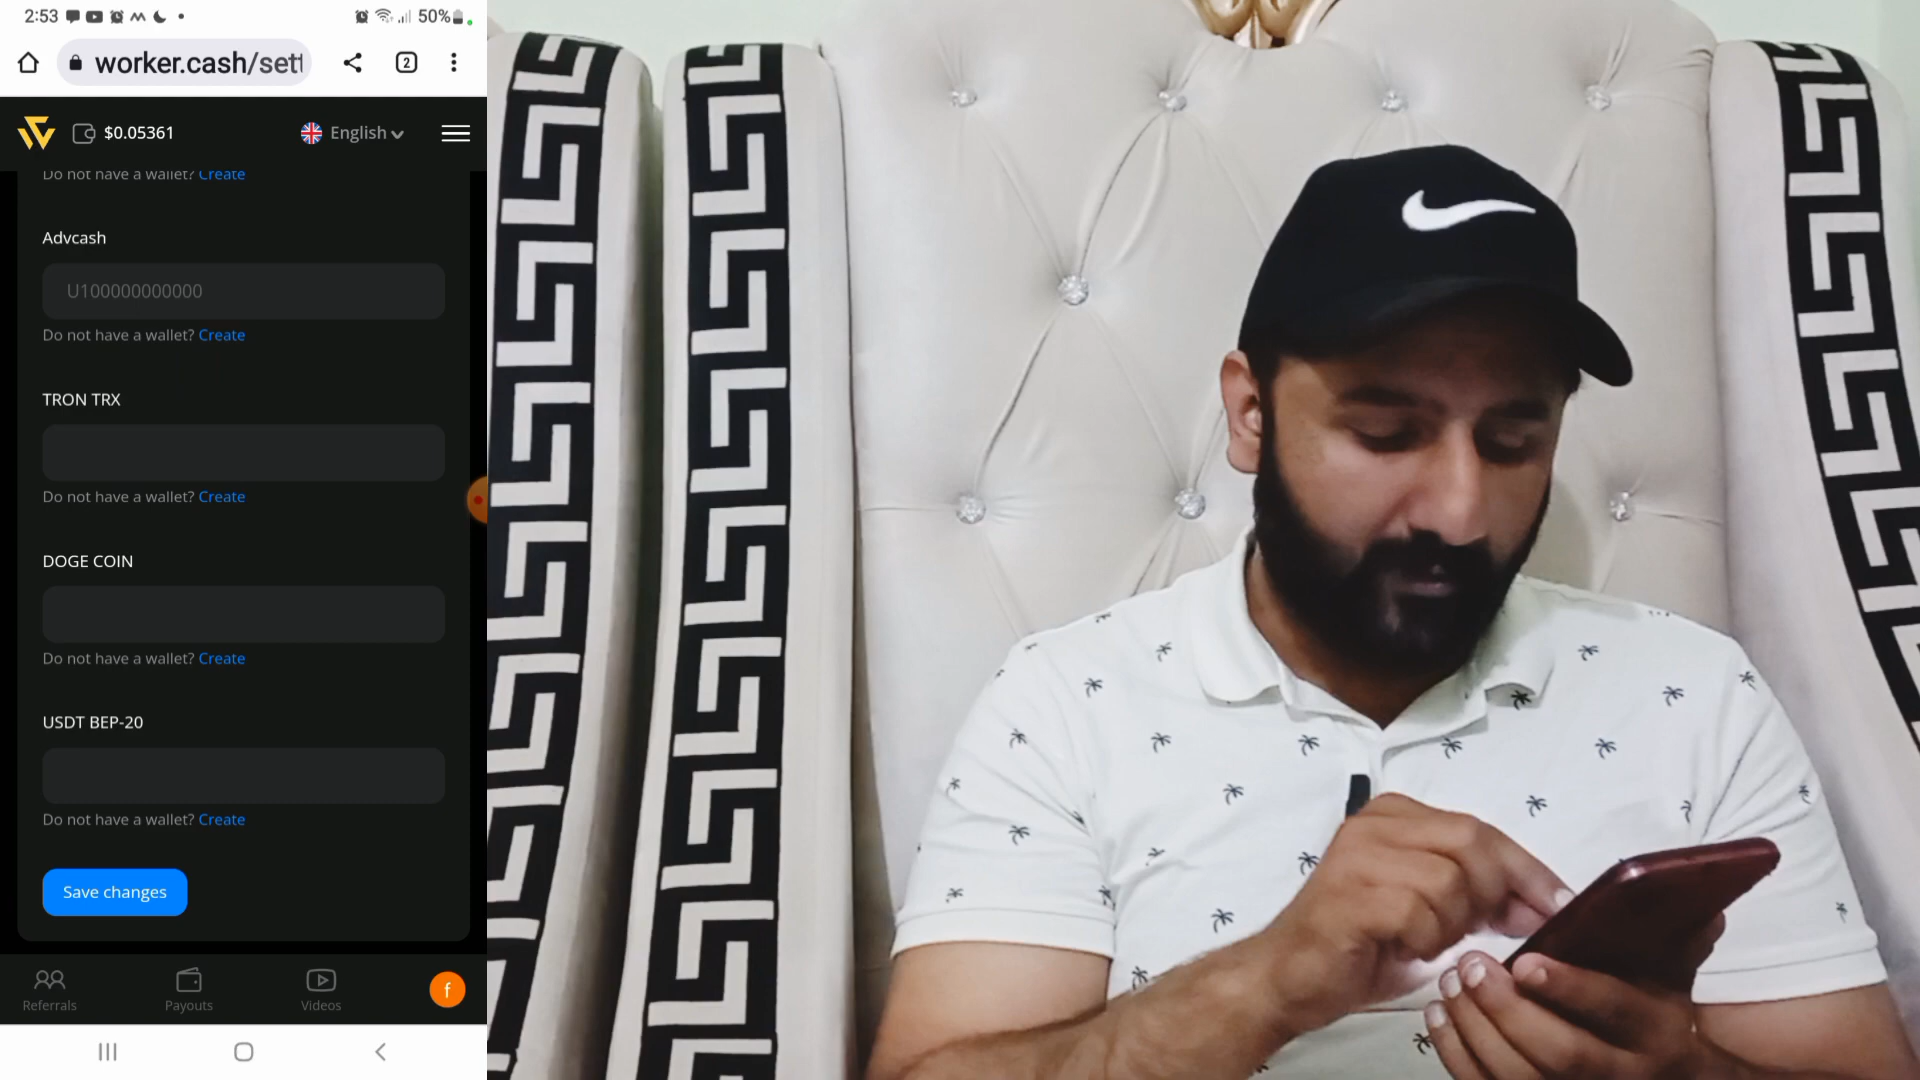 2:53
50%
worker.cash/sett
2
$0.05361
English
Do not have a wallet? Create
Advcash
U100000000000
Do not have a wallet? Create
TRON TRX
Do not have a wallet? Create
DOGE COIN
Do not have a wallet? Create
USDT BEP-20
Do not have a wallet? Create
Save changes
Referrals
Payouts
Videos
f